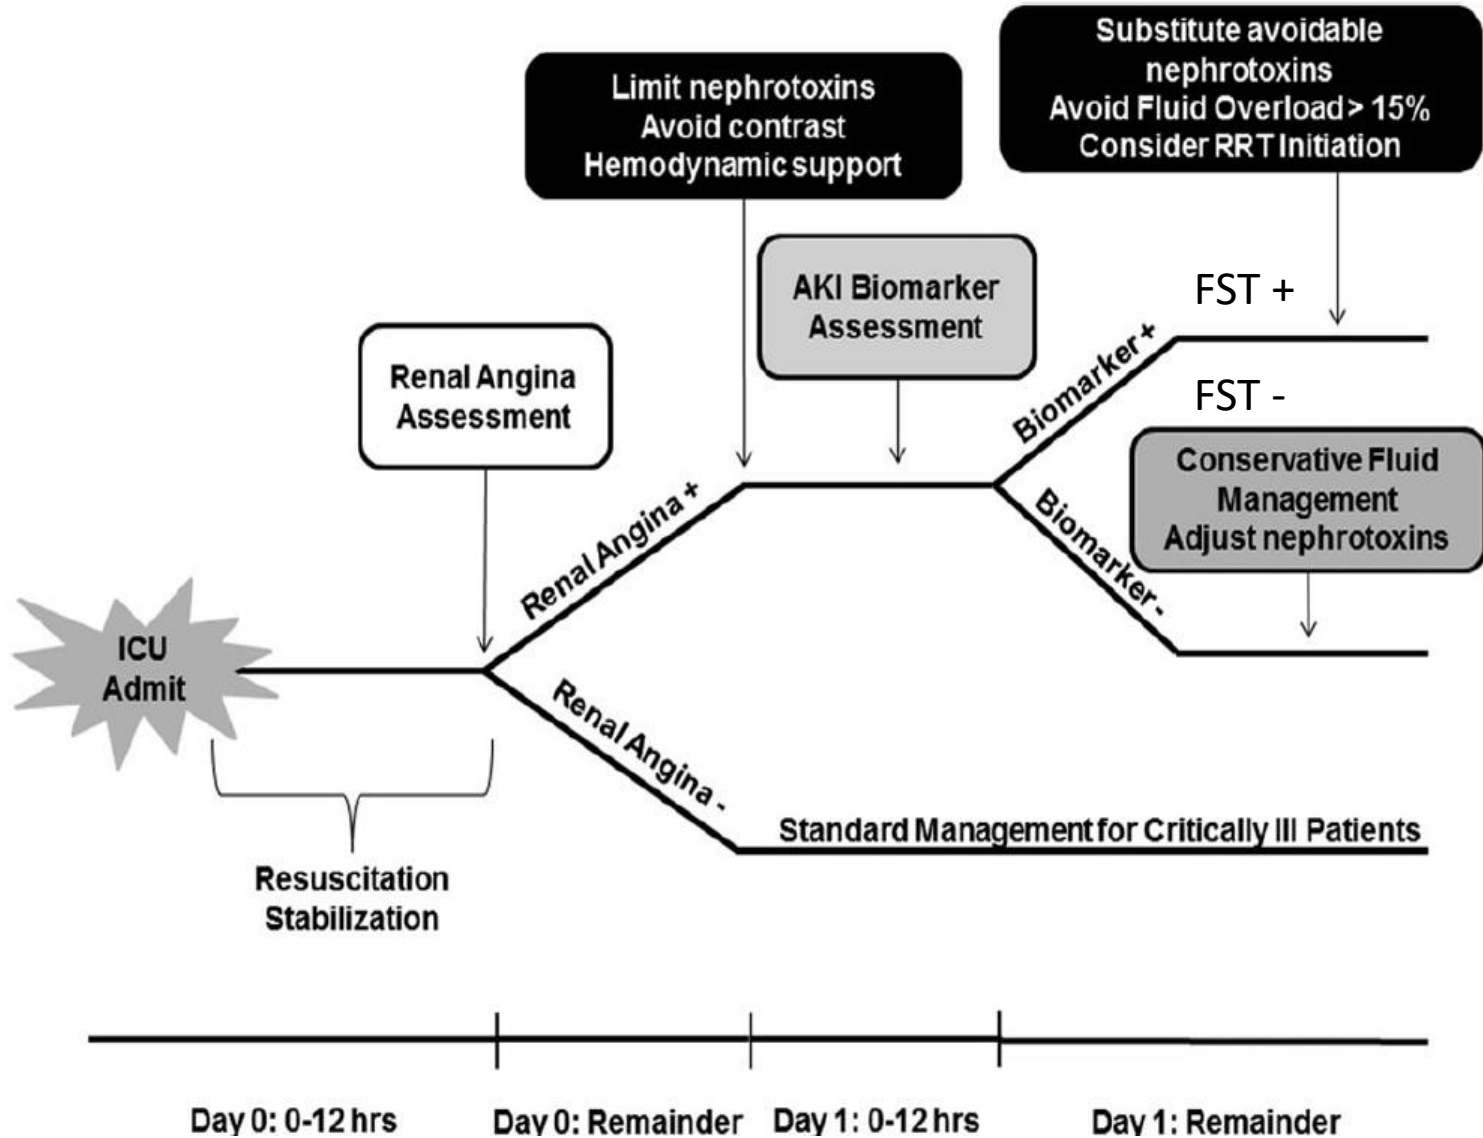 Substitute avoidable
nephrotoxins
Avoid Fluid Overload > 15%
Consider RRT Initiation
Limit nephrotoxins
Avoid contrast
Hemodynamic support
AKI Biomarker
Assessment
FST +
Renal Angina
Assessment
Biomarker +
FST -
Conservative Fluid
Management
Adjust nephrotoxins
Renal Angina +
Biomarker -
ICU
Admit
Renal Angina -
Standard Management for Critically Ill Patients
Resuscitation
Stabilization
Day 0: 0-12 hrs
Day 0: Remainder
Day 1: 0-12 hrs
Day 1: Remainder